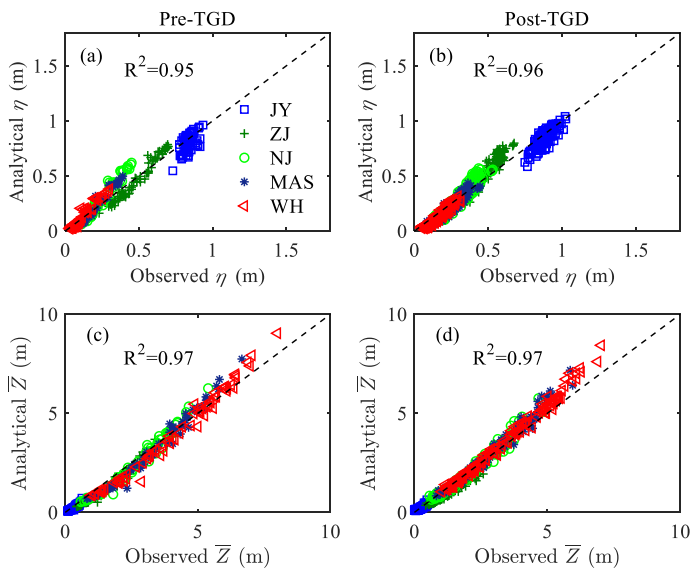 Pre-TGD
Post-TGD
(a)
R²=0.95
JY
ZJ
NJ
MAS
WH
1.5
1
0.5
0
Analytical η (m)
0 0.5 1 1.5
Observed η (m)
(b)
R²=0.96
1.5
1
0.5
0
Analytical η (m)
0 0.5 1 1.5
Observed η (m)
(c)
R²=0.97
10
5
0
Analytical Z̅ (m)
0 5 10
Observed Z̅ (m)
(d)
R²=0.97
10
5
0
Analytical Z̅ (m)
0 5 10
Observed Z̅ (m)